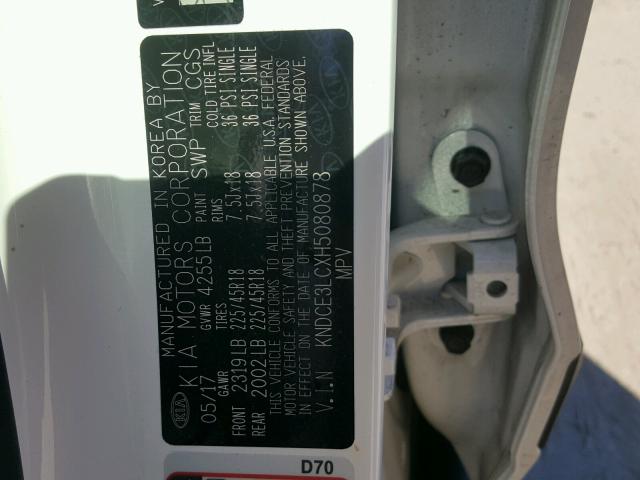 MANUFACTURED IN KOREA BY
KIA MOTORS CORPORATION
05/17 GVWR 4255LB PAINT SWP TRIM CGS
GAWR TIRES RIMS COLD TIRE INFL
FRONT 2319LB 225/45R18 7.5Jx18 36 PSI SINGLE
REAR 2002LB 225/45R18 7.5Jx18 36 PSI SINGLE
THIS VEHICLE CONFORMS TO ALL APPLICABLE U.S.A. FEDERAL
MOTOR VEHICLE SAFETY AND THEFT PREVENTION STANDARDS
IN EFFECT ON THE DATE OF MANUFACTURE SHOWN ABOVE.
V.I.N KNDCE3LCXH5080878
MPV
KIA
D70